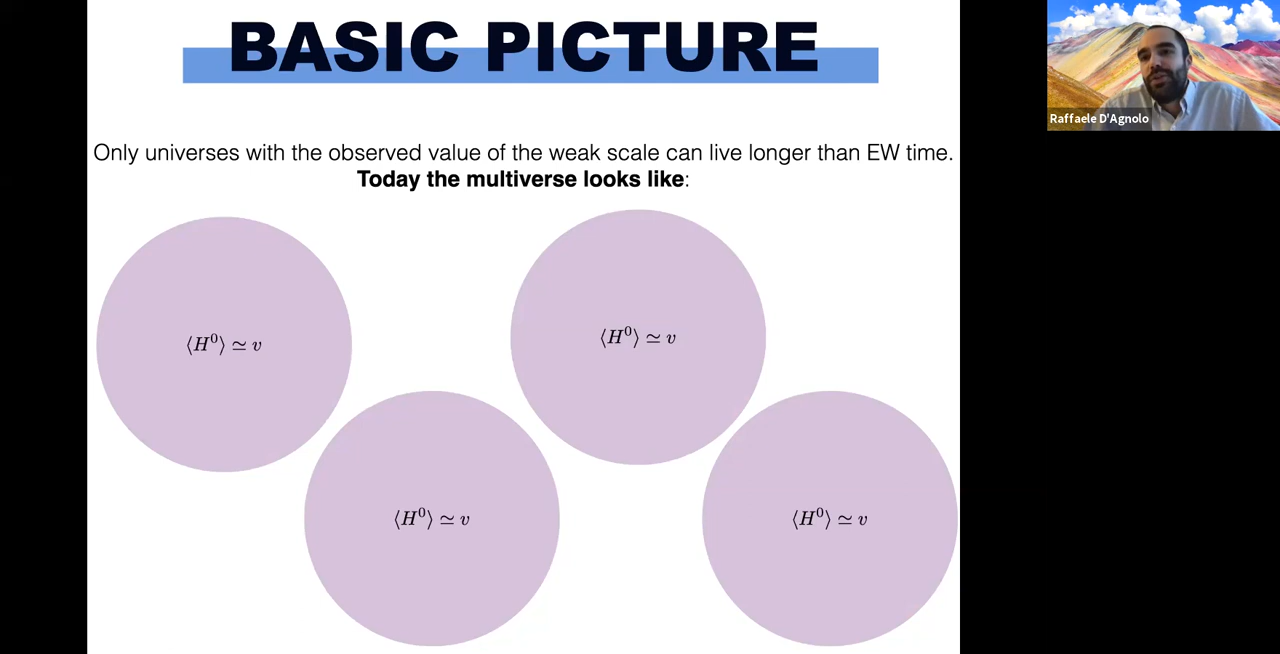 BASIC PICTURE
Raffaele D'Agnolo
Only universes with the observed value of the weak scale can live longer than EW time.
Today the multiverse looks like:
⟨H⁰⟩ ≃ v
⟨H⁰⟩ ≃ v
⟨H⁰⟩ ≃ v
⟨H⁰⟩ ≃ v